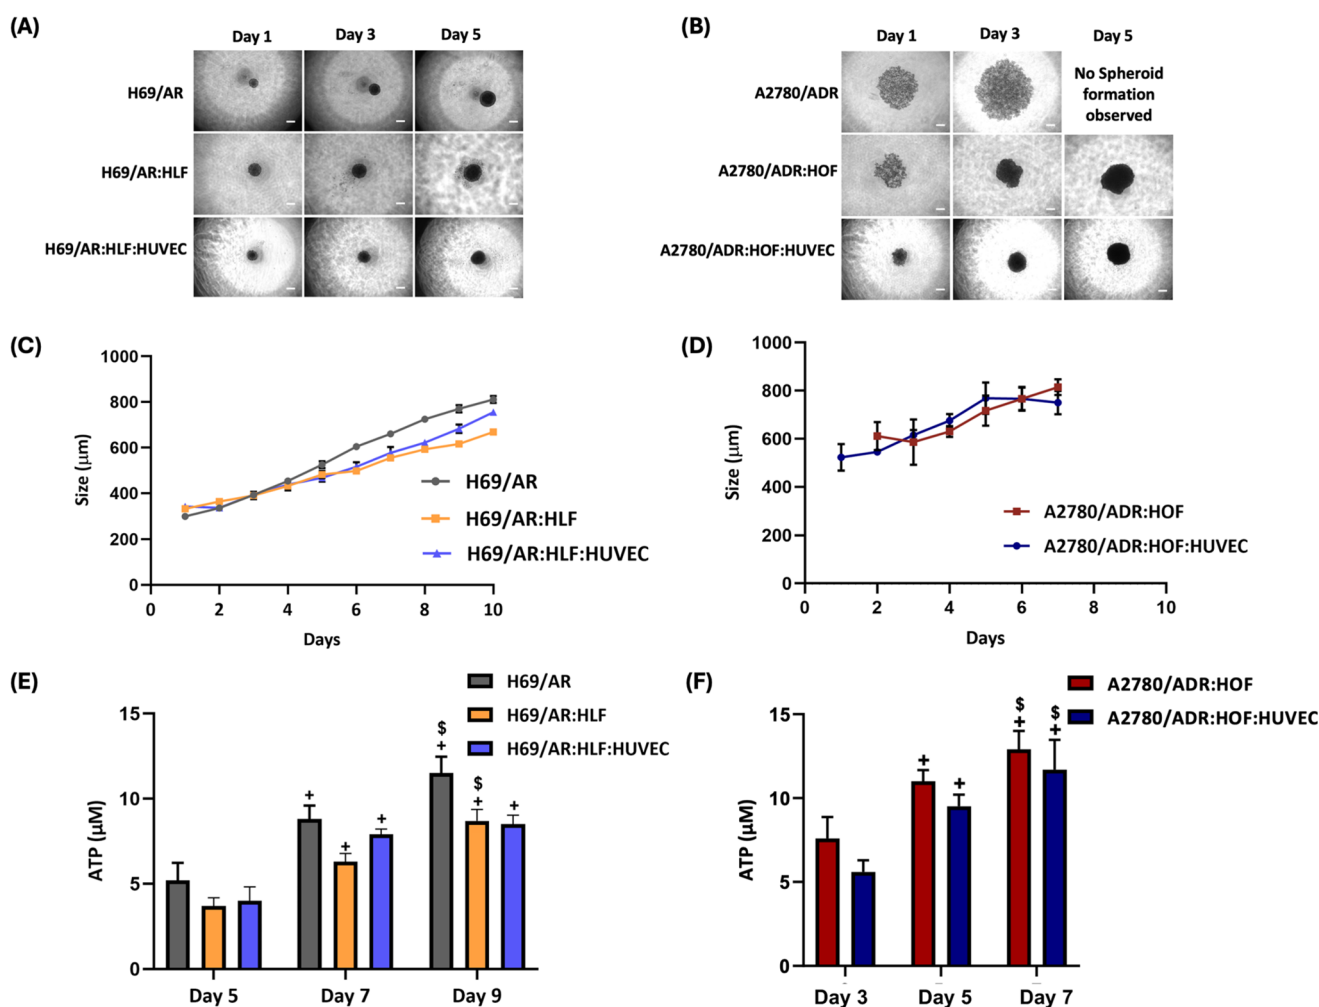 (A)
Day 1 Day 3 Day 5
H69/AR
H69/AR:HLF
H69/AR:HLF:HUVEC
(B)
Day 1 Day 3 Day 5
A2780/ADR
No Spheroid
formation
observed
A2780/ADR:HOF
A2780/ADR:HOF:HUVEC
(C)
Size (μm)
1000
800
600
400
200
0
0 2 4 6 8 10
Days
H69/AR
H69/AR:HLF
H69/AR:HLF:HUVEC
(D)
Size (μm)
1000
800
600
400
200
0
0 2 4 6 8 10
Days
A2780/ADR:HOF
A2780/ADR:HOF:HUVEC
(E)
H69/AR
H69/AR:HLF
H69/AR:HLF:HUVEC
ATP (μM)
15
10
5
0
+ + +
$ $
+ + +
Day 5 Day 7 Day 9
(F)
A2780/ADR:HOF
A2780/ADR:HOF:HUVEC
ATP (μM)
15
10
5
0
+ +
$ $
+ +
Day 3 Day 5 Day 7